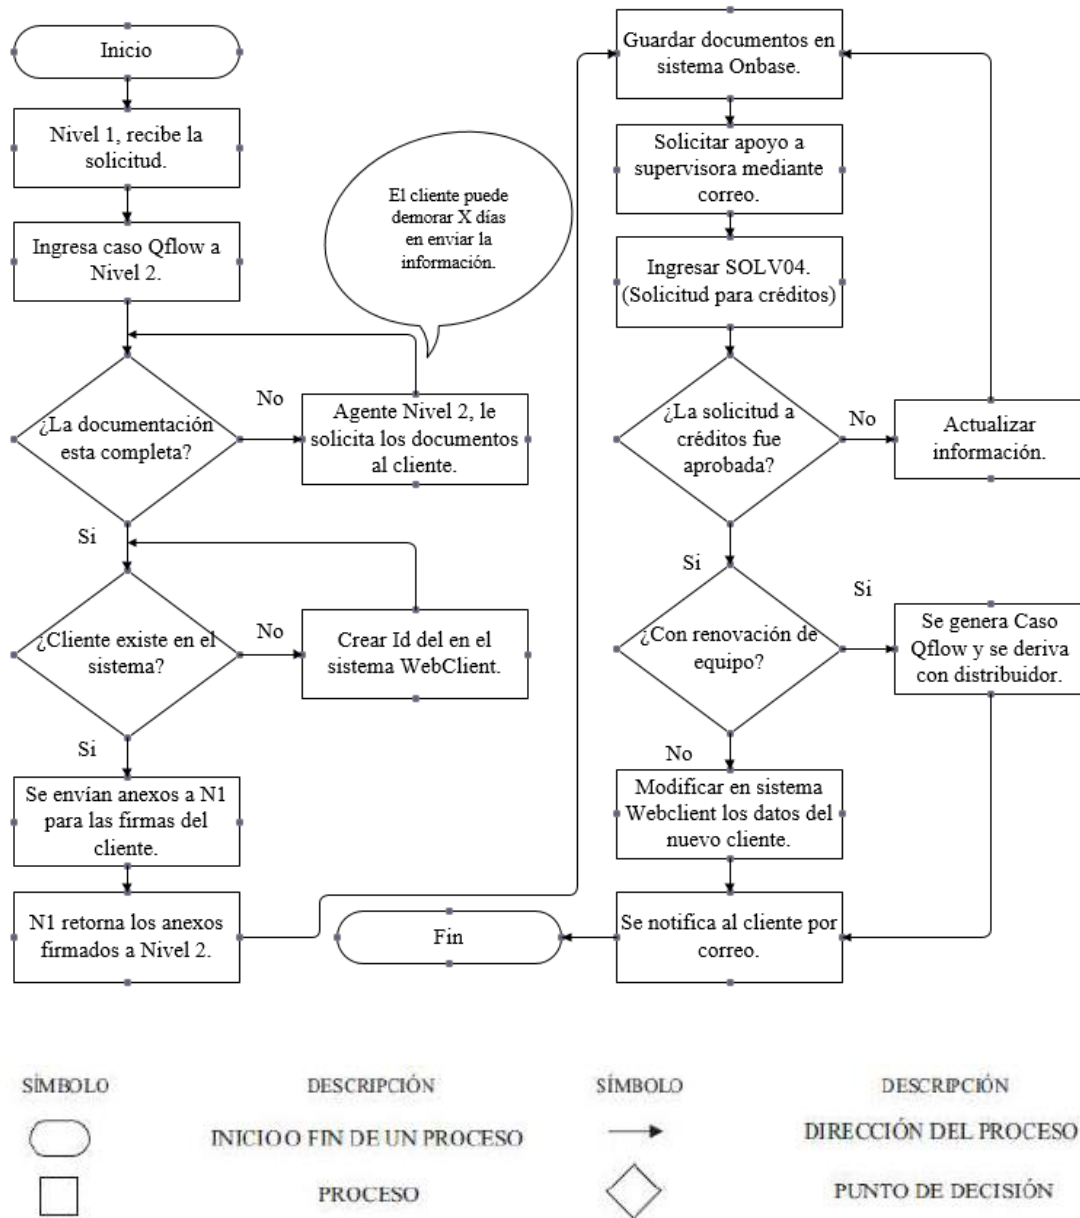 Inicio
Nivel 1, recibe la
solicitud.
Ingresa caso Qflow a
Nivel 2.
El cliente puede
demorar X días
en enviar la
información.
¿La documentación
esta completa?
No
Agente Nivel 2, le
solicita los documentos
al cliente.
Si
¿Cliente existe en el
sistema?
No
Crear Id del en el
sistema WebClient.
Si
Se envían anexos a N1
para las firmas del
cliente.
N1 retorna los anexos
firmados a Nivel 2.
Guardar documentos en
sistema Onbase.
Solicitar apoyo a
supervisora mediante
correo.
Ingresar SOLV04.
(Solicitud para créditos)
¿La solicitud a
créditos fue
aprobada?
No
Actualizar
información.
Si
¿Con renovación de
equipo?
Si
Se genera Caso
Qflow y se deriva
con distribuidor.
No
Modificar en sistema
Webclient los datos del
nuevo cliente.
Se notifica al cliente por
correo.
Fin
SÍMBOLO DESCRIPCIÓN SÍMBOLO DESCRIPCIÓN
INICIO O FIN DE UN PROCESO DIRECCIÓN DEL PROCESO
PROCESO PUNTO DE DECISIÓN